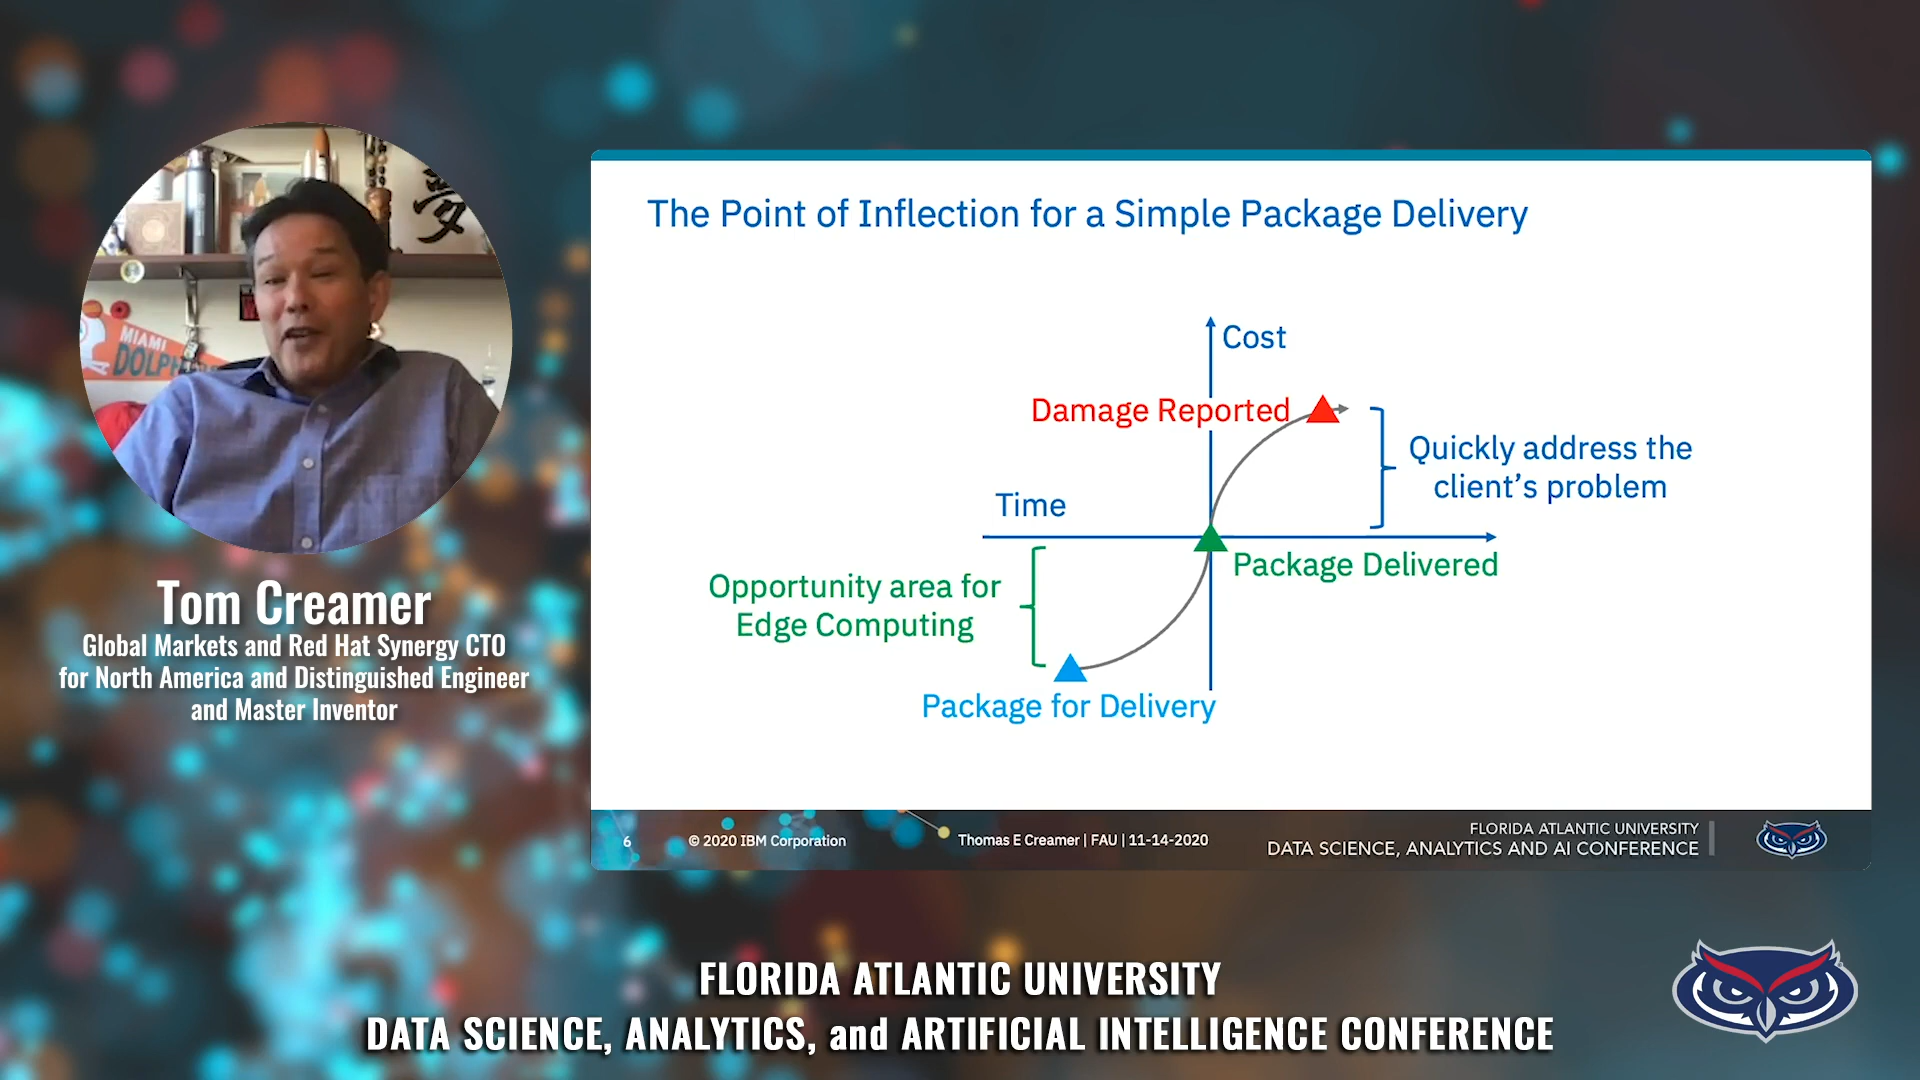 夢
MIAMI
DOLPH
Tom Creamer
Global Markets and Red Hat Synergy CTO
for North America and Distinguished Engineer
and Master Inventor
The Point of Inflection for a Simple Package Delivery
Cost
Damage Reported
Quickly address the
client's problem
Time
Package Delivered
Opportunity area for
Edge Computing
Package for Delivery
6
© 2020 IBM Corporation
Thomas E Creamer | FAU | 11-14-2020
FLORIDA ATLANTIC UNIVERSITY
DATA SCIENCE, ANALYTICS AND AI CONFERENCE
FLORIDA ATLANTIC UNIVERSITY
DATA SCIENCE, ANALYTICS, and ARTIFICIAL INTELLIGENCE CONFERENCE